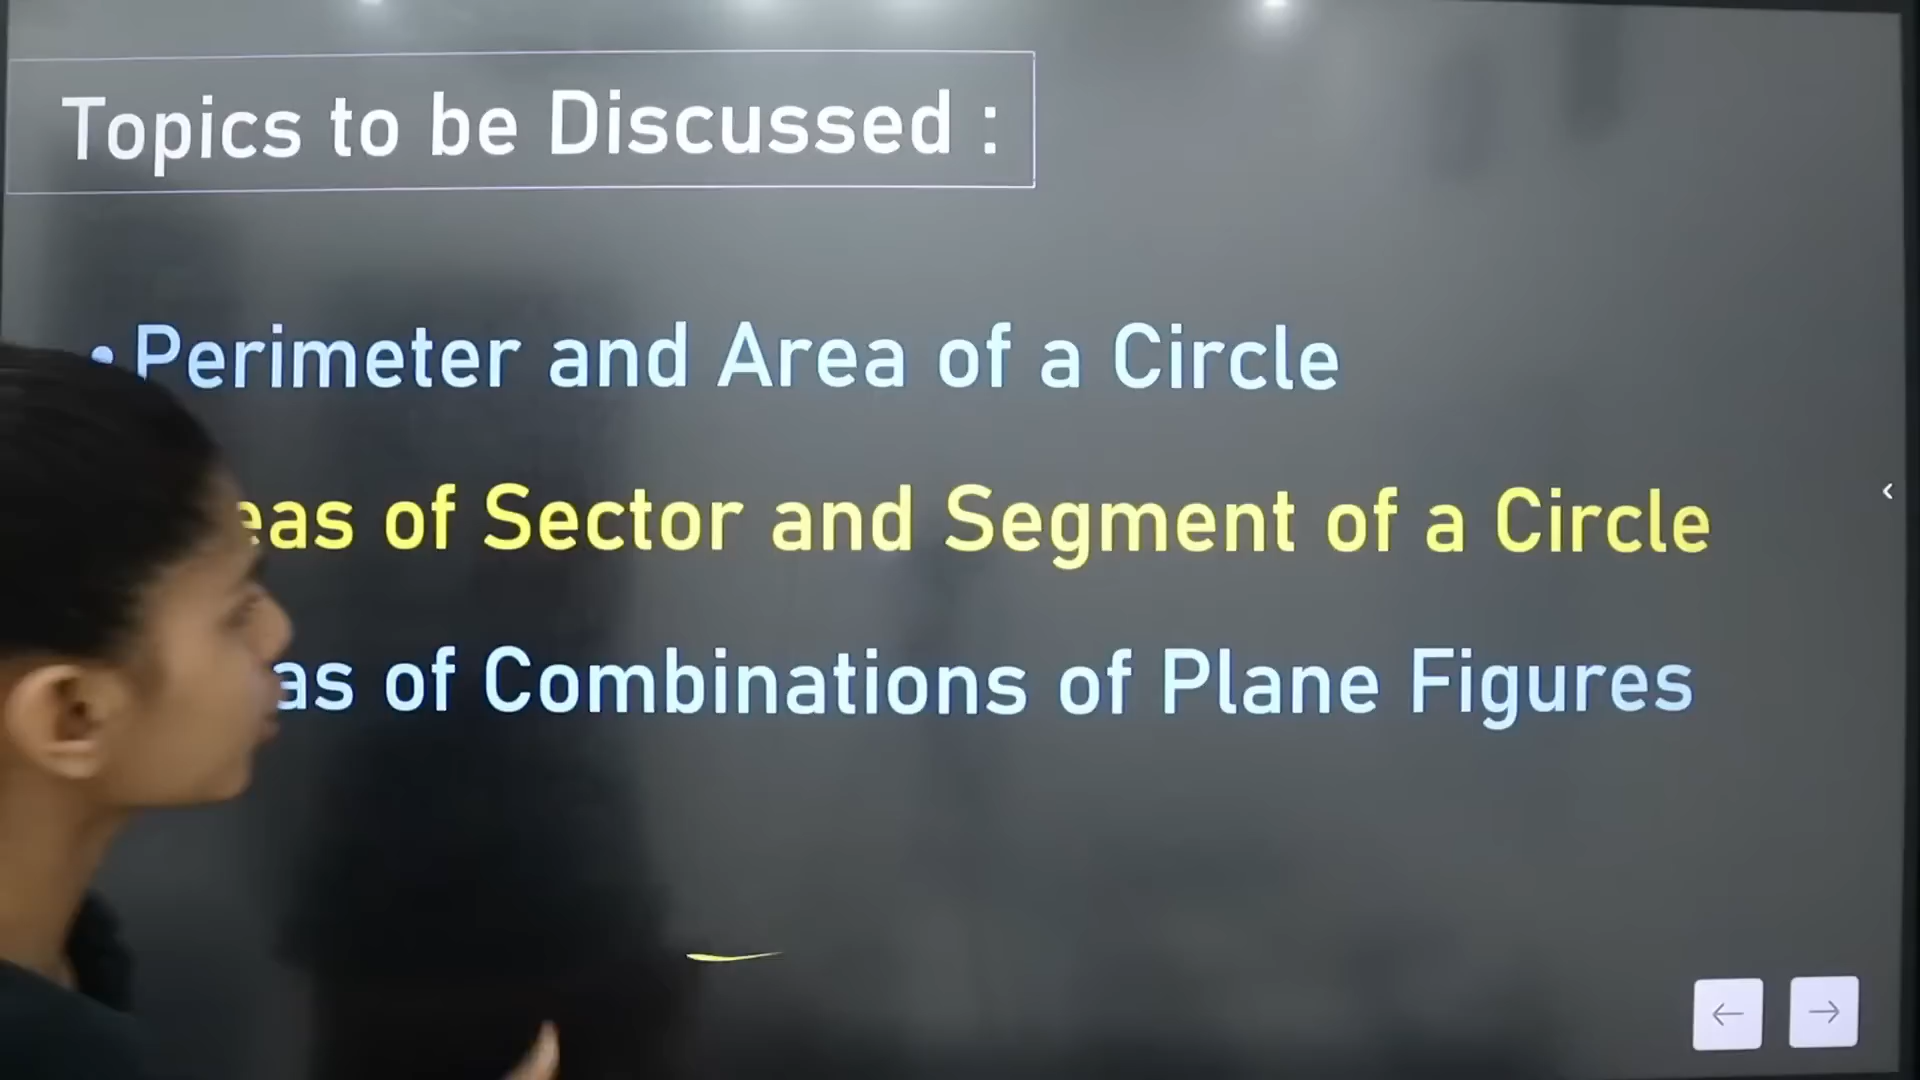 Topics to be Discussed :
• Perimeter and Area of a Circle
eas of Sector and Segment of a Circle
as of Combinations of Plane Figures